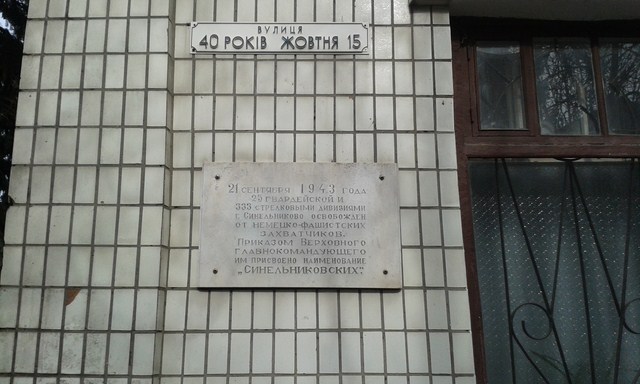 ВУЛИЦЯ
40 РОКІВ ЖОВТНЯ 15
21 СЕНТЯБРЯ 1943 ГОДА
25 ГВАРДЕЙСКОЙ И
333 СТРЕЛКОВЫМИ ДИВИЗИЯМИ
Г. СИНЕЛЬНИКОВО ОСВОБОЖДЕН
ОТ НЕМЕЦКО-ФАШИСТСКИХ
ЗАХВАТЧИКОВ.
ПРИКАЗОМ ВЕРХОВНОГО
ГЛАВНОКОМАНДУЮЩЕГО
ИМ ПРИСВОЕНО НАИМЕНОВАНИЕ
„СИНЕЛЬНИКОВСКИХ".